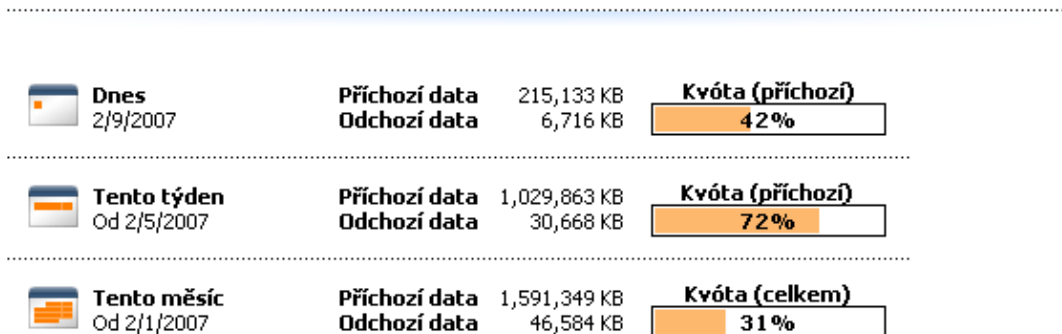 Dnes Příchozí data 215,133 KB Kvóta (příchozí)
2/9/2007 Odchozí data 6,716 KB 42%
Tento týden Příchozí data 1,029,863 KB Kvóta (příchozí)
Od 2/5/2007 Odchozí data 30,668 KB 72%
Tento měsíc Příchozí data 1,591,349 KB Kvóta (celkem)
Od 2/1/2007 Odchozí data 46,584 KB 31%